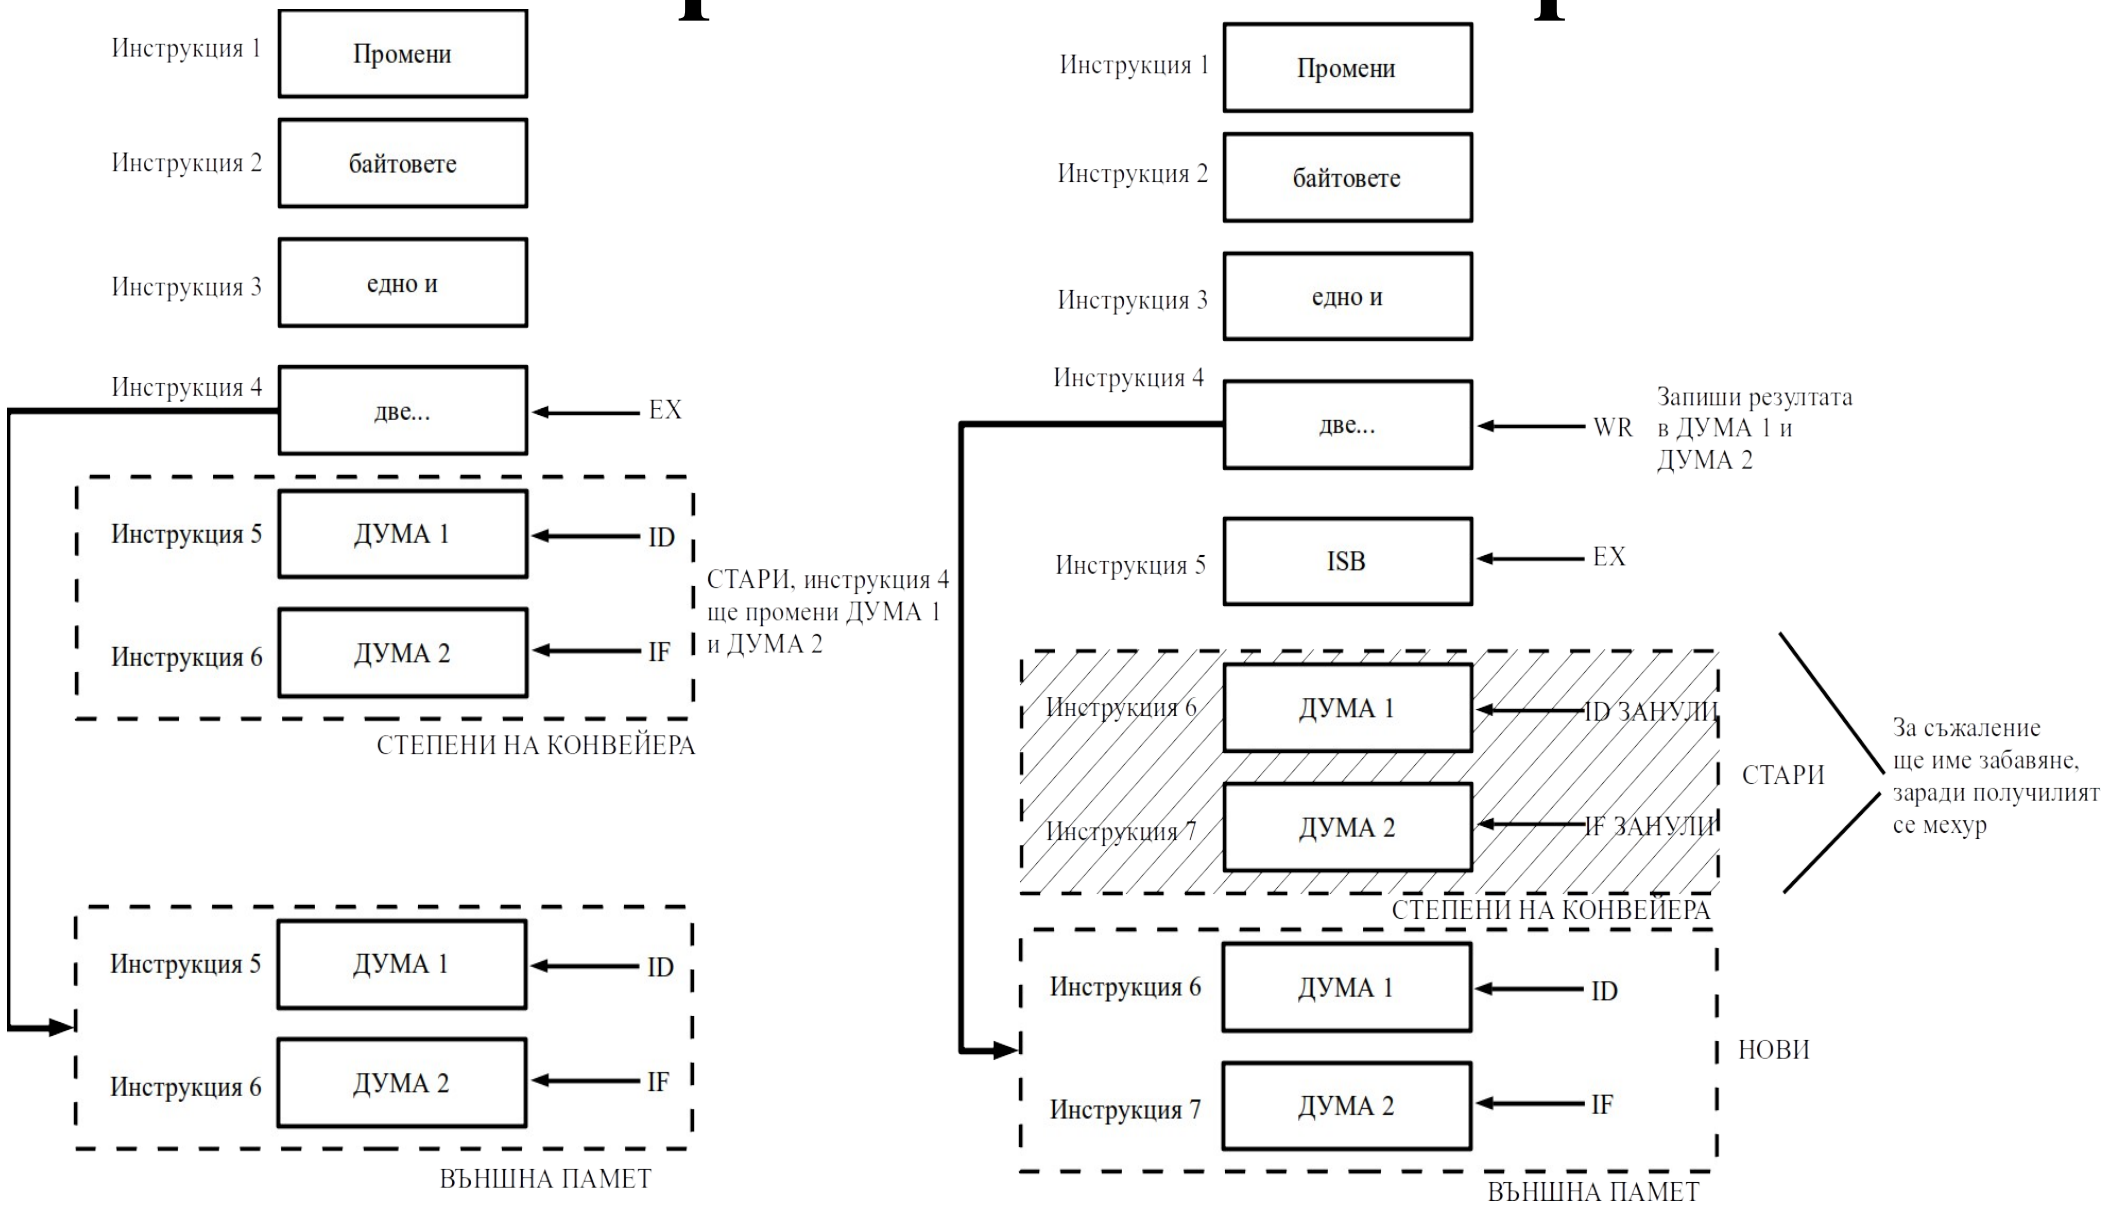 Инструкция 1
Промени
Инструкция 2
байтовете
Инструкция 3
едно и
Инструкция 4
две...
EX
Инструкция 5
ДУМА 1
ID
Инструкция 6
ДУМА 2
IF
СТАРИ, инструкция 4
ще промени ДУМА 1
и ДУМА 2
СТЕПЕНИ НА КОНВЕЙЕРА
Инструкция 5
ДУМА 1
ID
Инструкция 6
ДУМА 2
IF
ВЪНШНА ПАМЕТ
Инструкция 1
Промени
Инструкция 2
байтовете
Инструкция 3
едно и
Инструкция 4
две...
WR
Запиши резултата
в ДУМА 1 и
ДУМА 2
Инструкция 5
ISB
EX
Инструкция 6
ДУМА 1
ID ЗАНУЛИ
Инструкция 7
ДУМА 2
IF ЗАНУЛИ
СТАРИ
За съжаление
ще име забавяне,
заради получилият
се мехур
СТЕПЕНИ НА КОНВЕЙЕРА
Инструкция 6
ДУМА 1
ID
Инструкция 7
ДУМА 2
IF
НОВИ
ВЪНШНА ПАМЕТ